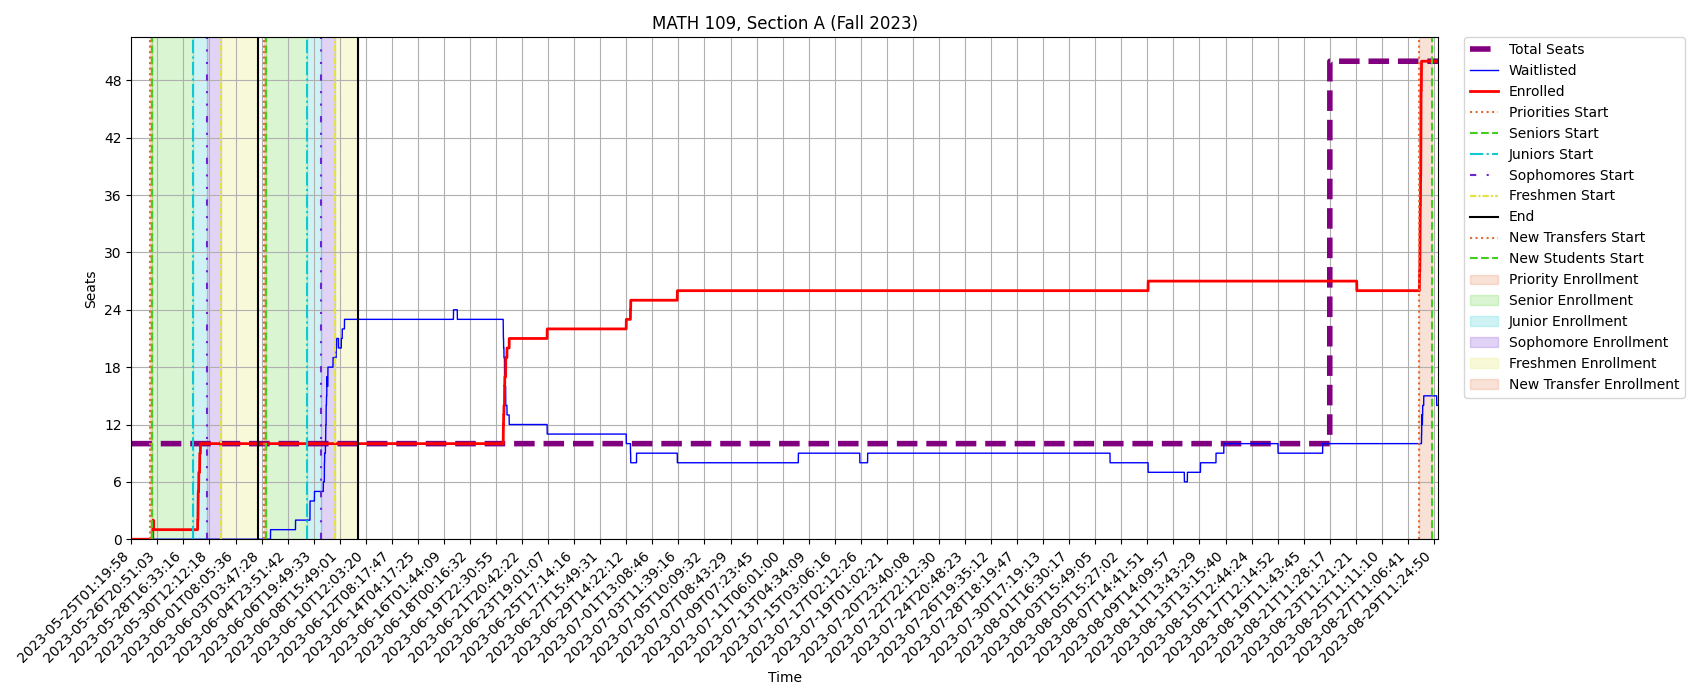 MATH 109, Section A (Fall 2023)
Seats
48
42
36
30
24
18
12
6
0
2023-05-25T01:19:58
2023-05-26T20:51:03
2023-05-28T16:33:16
2023-05-30T12:12:18
2023-06-01T08:05:36
2023-06-03T03:47:28
2023-06-04T23:51:42
2023-06-06T19:49:33
2023-06-08T15:49:01
2023-06-10T12:03:20
2023-06-12T08:17:47
2023-06-14T04:17:25
2023-06-16T01:44:09
2023-06-18T00:16:32
2023-06-19T22:30:55
2023-06-21T20:42:22
2023-06-23T19:01:07
2023-06-25T17:14:16
2023-06-27T15:49:31
2023-06-29T14:22:12
2023-07-01T13:08:46
2023-07-03T11:39:16
2023-07-05T10:09:32
2023-07-07T08:43:29
2023-07-09T07:23:45
2023-07-11T06:01:00
2023-07-13T04:34:09
2023-07-15T03:06:16
2023-07-17T02:12:26
2023-07-19T01:02:21
2023-07-20T23:40:08
2023-07-22T22:12:30
2023-07-24T20:48:23
2023-07-26T19:35:12
2023-07-28T18:19:47
2023-07-30T17:19:13
2023-08-01T16:30:17
2023-08-03T15:49:05
2023-08-05T15:27:02
2023-08-07T14:41:51
2023-08-09T14:09:57
2023-08-11T13:43:29
2023-08-13T13:15:40
2023-08-15T12:44:24
2023-08-17T12:14:52
2023-08-19T11:43:45
2023-08-21T11:28:17
2023-08-23T11:21:21
2023-08-25T11:11:10
2023-08-27T11:06:41
2023-08-29T11:24:50
Time
Total Seats
Waitlisted
Enrolled
Priorities Start
Seniors Start
Juniors Start
Sophomores Start
Freshmen Start
End
New Transfers Start
New Students Start
Priority Enrollment
Senior Enrollment
Junior Enrollment
Sophomore Enrollment
Freshmen Enrollment
New Transfer Enrollment